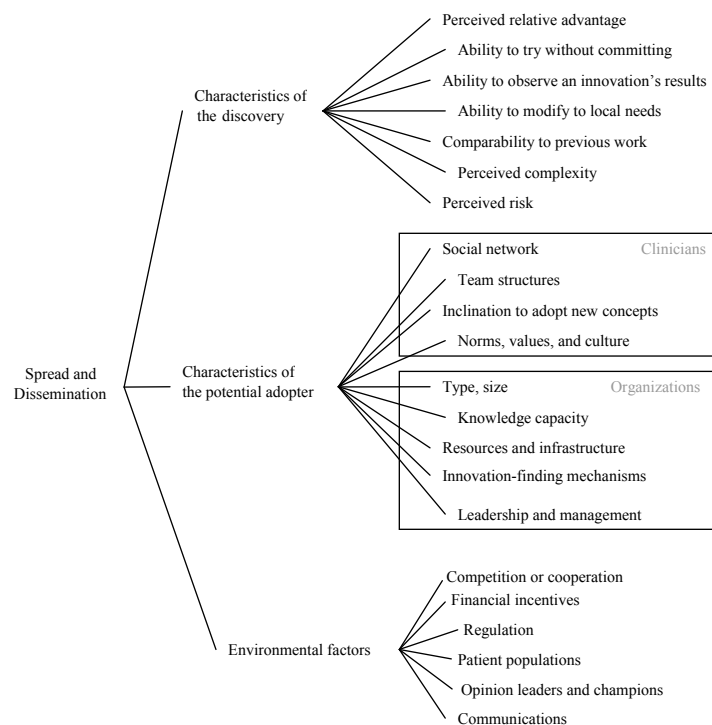 Perceived relative advantage
Ability to try without committing
Ability to observe an innovation’s results
Characteristics of
the discovery
Ability to modify to local needs
Comparability to previous work
Perceived complexity
Perceived risk
Social network
Clinicians
Team structures
Inclination to adopt new concepts
Norms, values, and culture
Spread and
Dissemination
Characteristics of
the potential adopter
Type, size
Organizations
Knowledge capacity
Resources and infrastructure
Innovation-finding mechanisms
Leadership and management
Competition or cooperation
Financial incentives
Regulation
Environmental factors
Patient populations
Opinion leaders and champions
Communications